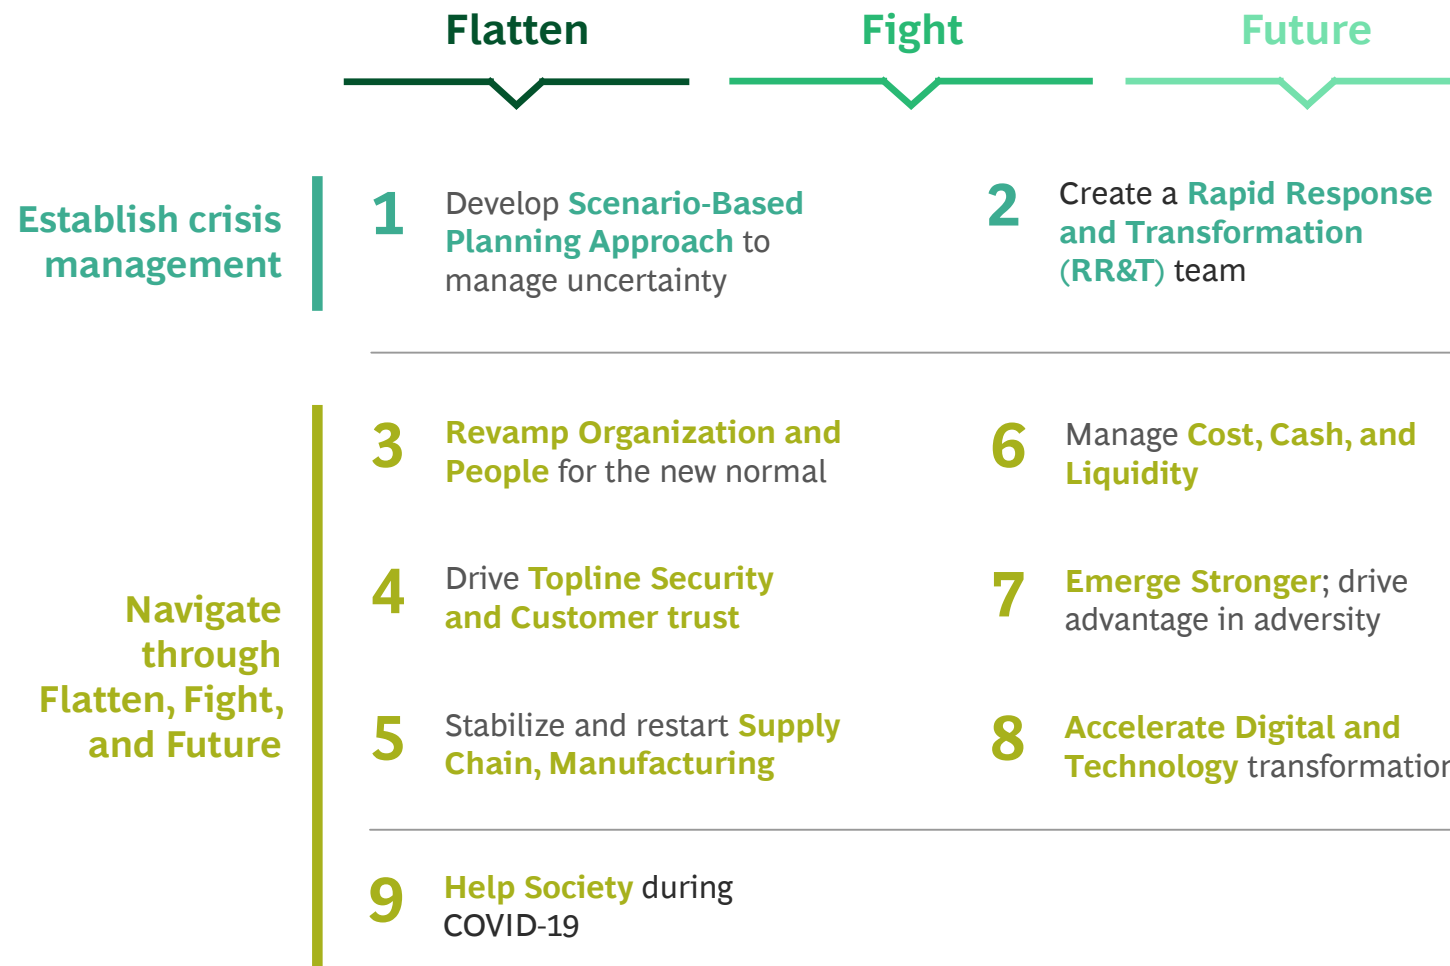 Flatten
Fight
Future
Establish crisis
management
1
Develop Scenario-Based
Planning Approach to
manage uncertainty
2
Create a Rapid Response
and Transformation
(RR&T) team
Navigate
through
Flatten, Fight,
and Future
3
Revamp Organization and
People for the new normal
6
Manage Cost, Cash, and
Liquidity
4
Drive Topline Security
and Customer trust
7
Emerge Stronger; drive
advantage in adversity
5
Stabilize and restart Supply
Chain, Manufacturing
8
Accelerate Digital and
Technology transformation
9
Help Society during
COVID-19